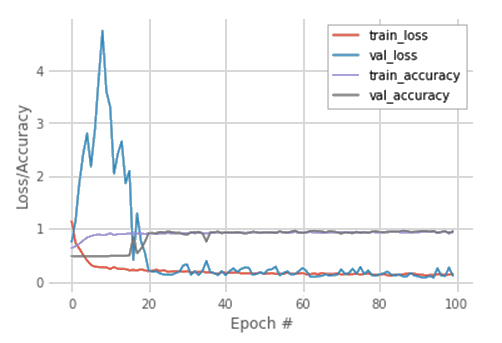 train_loss
val_loss
train_accuracy
val_accuracy
4
3
2
1
0
Loss/Accuracy
0 20 40 60 80 100
Epoch #